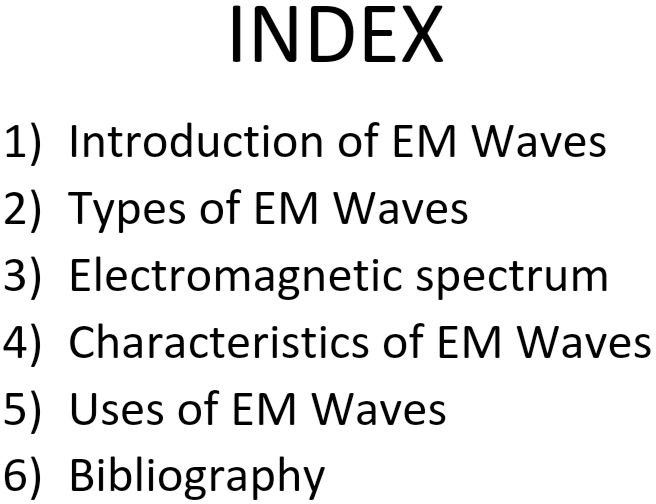 INDEX
1) Introduction of EM Waves
2) Types of EM Waves
3) Electromagnetic spectrum
4) Characteristics of EM Waves
5) Uses of EM Waves
6) Bibliography